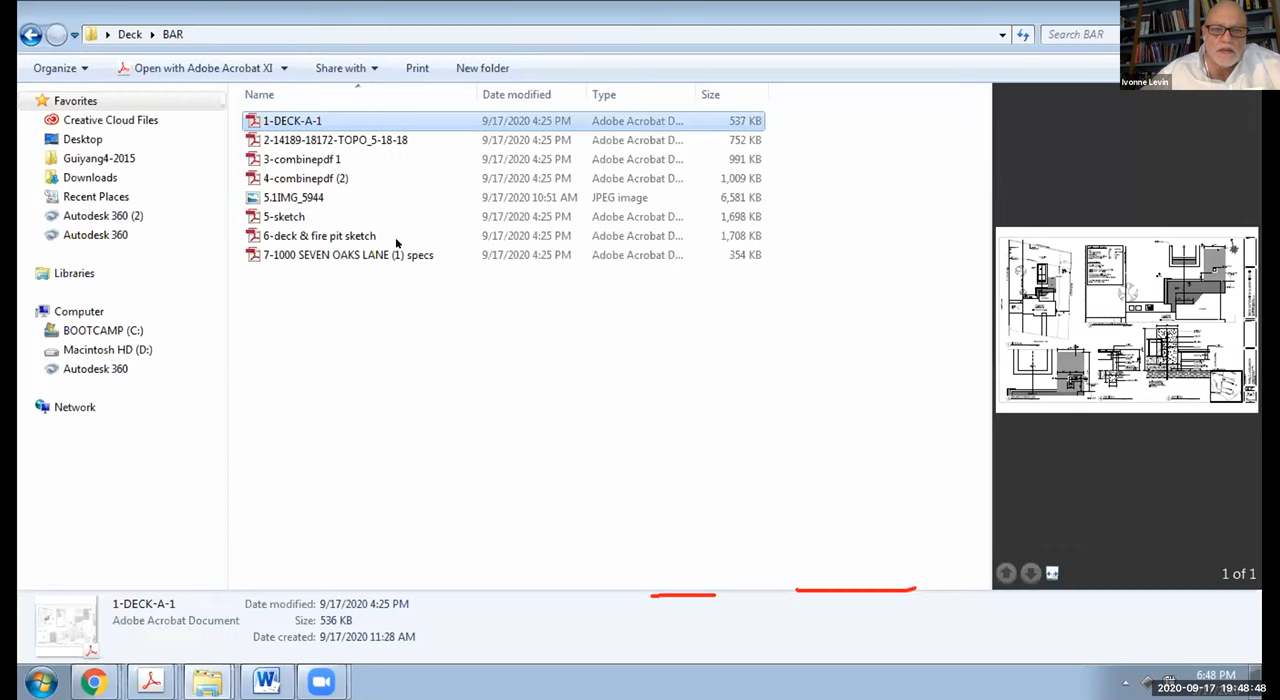 Deck ▸ BAR
Search BAR
Ivonne Levin
Organize ▾ Open with Adobe Acrobat XI ▾ Share with ▾ Print New folder
Name Date modified Type Size
Favorites
Creative Cloud Files
Desktop
Guiyang4-2015
Downloads
Recent Places
Autodesk 360 (2)
Autodesk 360
Libraries
Computer
BOOTCAMP (C:)
Macintosh HD (D:)
Autodesk 360
Network
1-DECK-A-1 9/17/2020 4:25 PM Adobe Acrobat D... 537 KB
2-14189-18172-TOPO_5-18-18 9/17/2020 4:25 PM Adobe Acrobat D... 752 KB
3-combinepdf 1 9/17/2020 4:25 PM Adobe Acrobat D... 991 KB
4-combinepdf (2) 9/17/2020 4:25 PM Adobe Acrobat D... 1,009 KB
5.1IMG_5944 9/17/2020 10:51 AM JPEG image 6,581 KB
5-sketch 9/17/2020 4:25 PM Adobe Acrobat D... 1,698 KB
6-deck & fire pit sketch 9/17/2020 4:25 PM Adobe Acrobat D... 1,708 KB
7-1000 SEVEN OAKS LANE (1) specs 9/17/2020 4:25 PM Adobe Acrobat D... 354 KB
1 of 1
1-DECK-A-1 Date modified: 9/17/2020 4:25 PM
Adobe Acrobat Document Size: 536 KB
Date created: 9/17/2020 11:28 AM
6:48 PM
2020-09-17 19:48:48